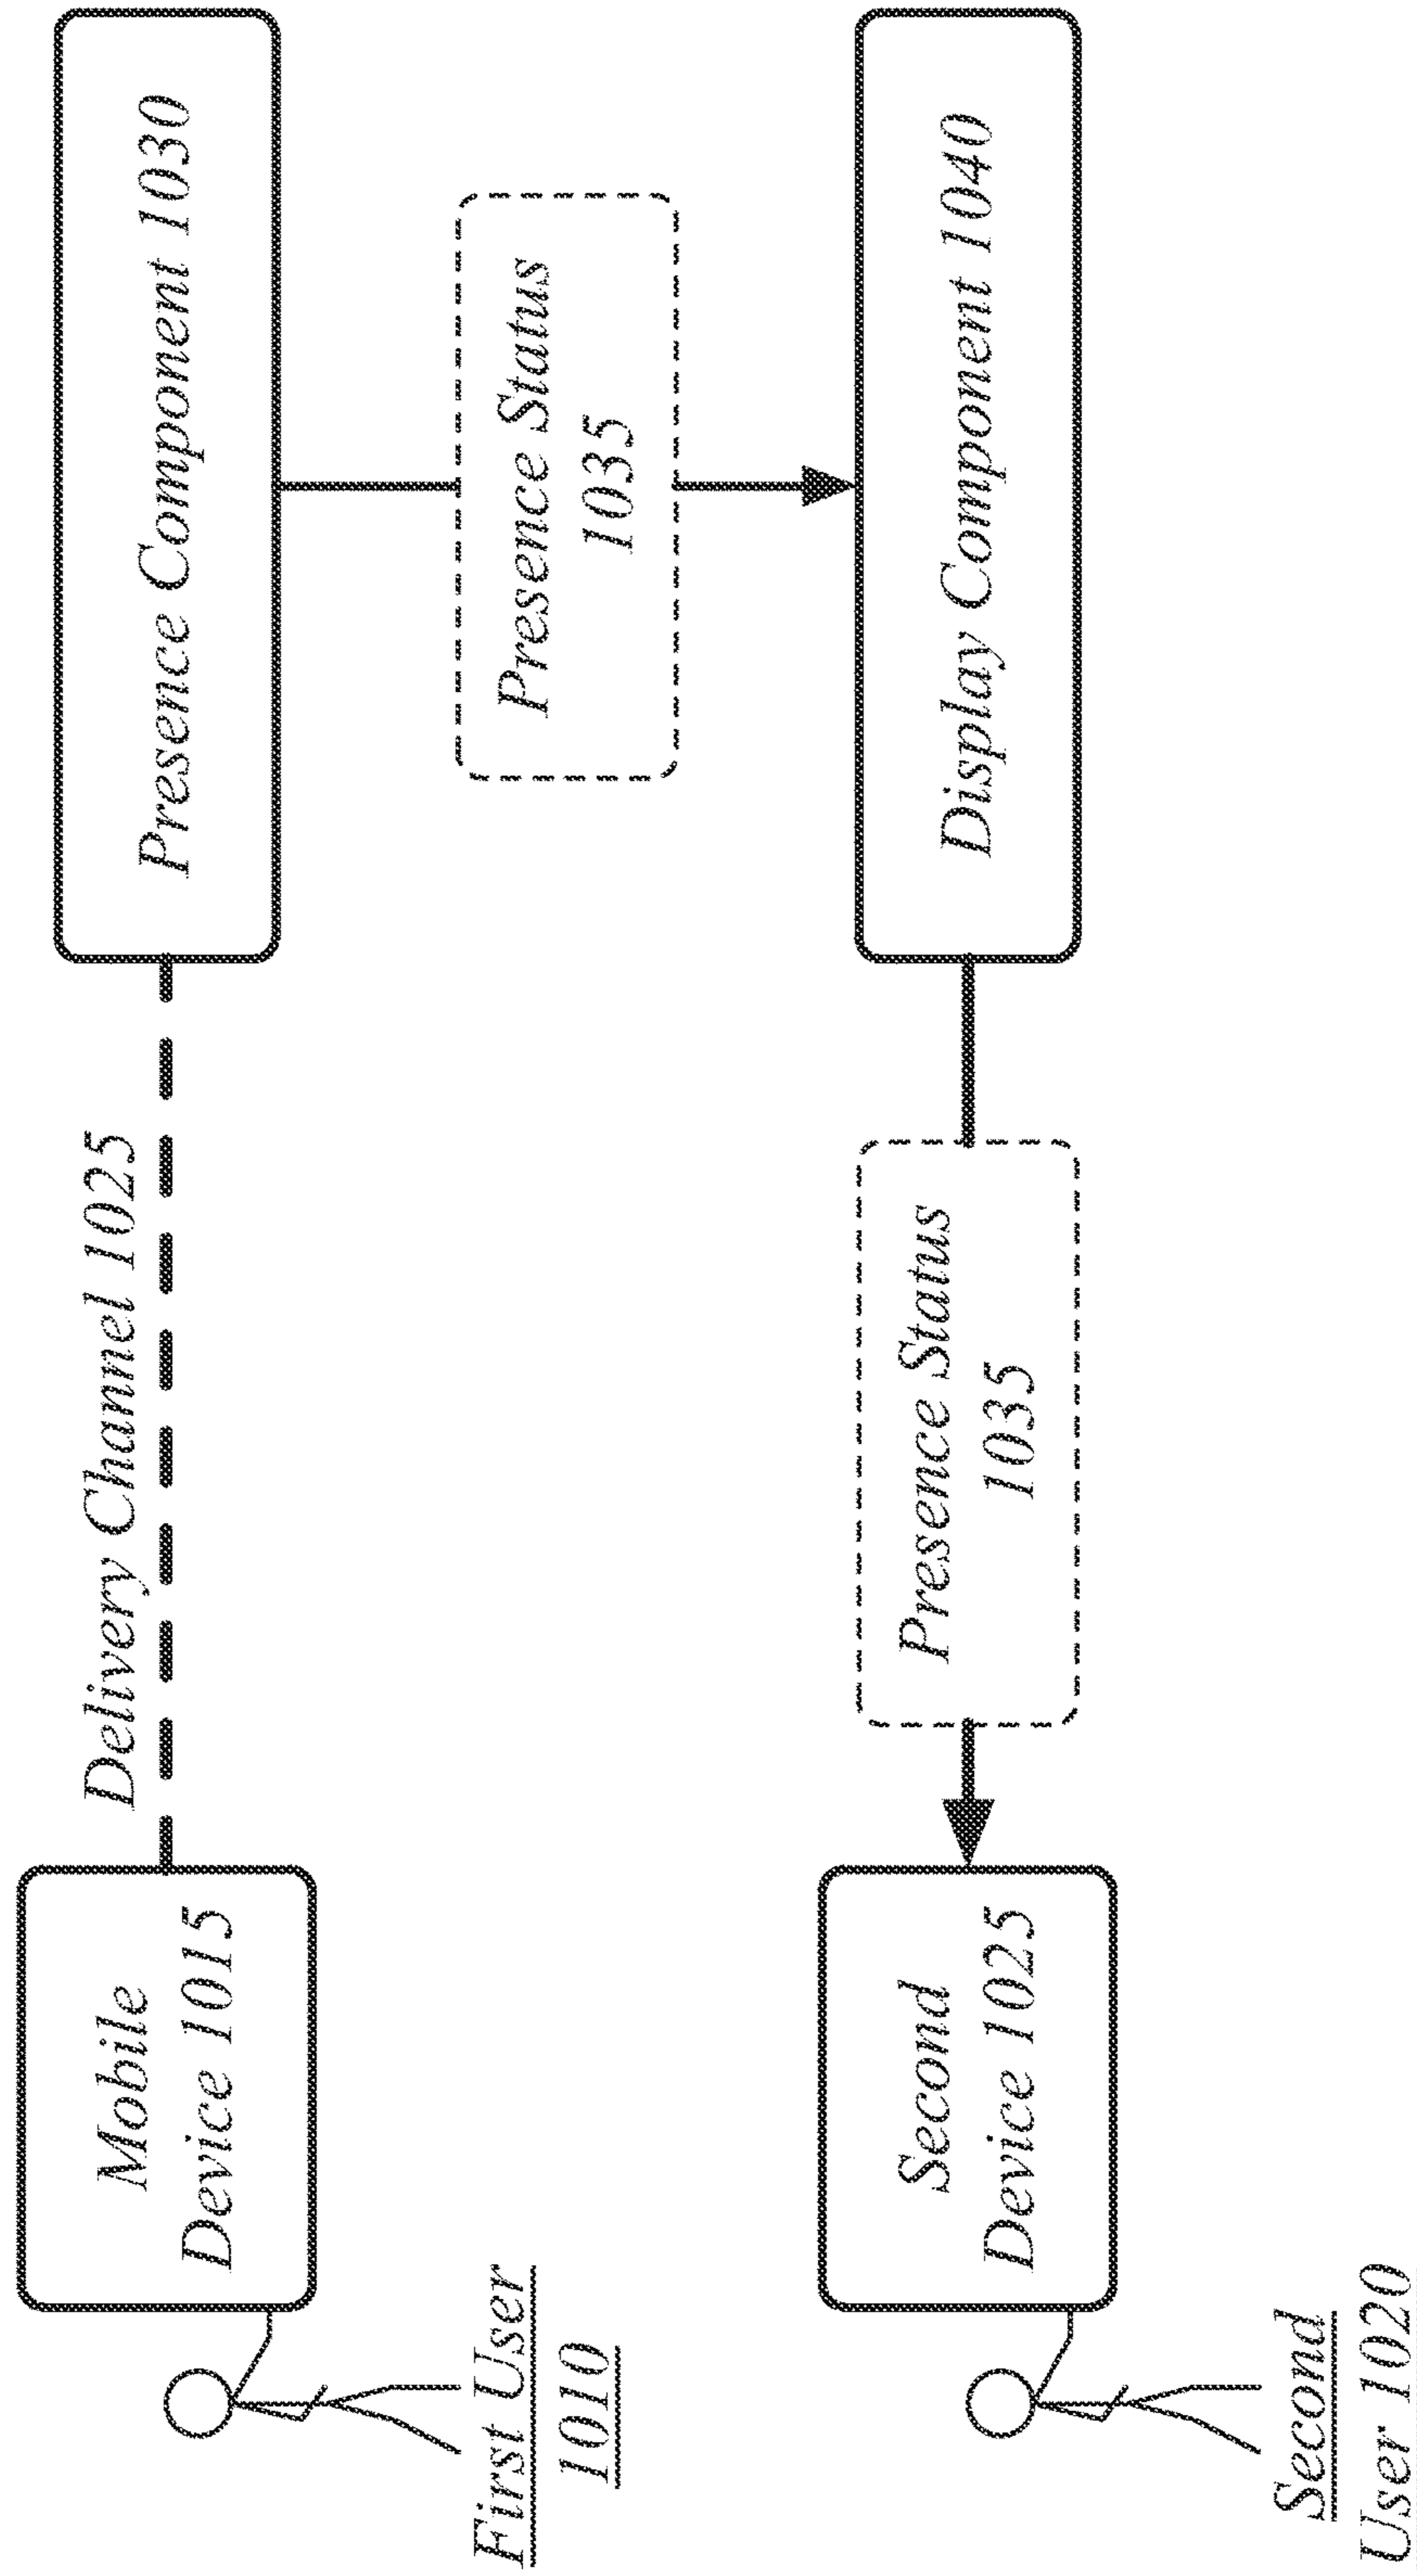 Mobile
Device 1015
Delivery Channel 1025
Presence Component 1030
First User
1010
Presence Status
1035
Second
Device 1025
Presence Status
1035
Display Component 1040
Second
User 1020